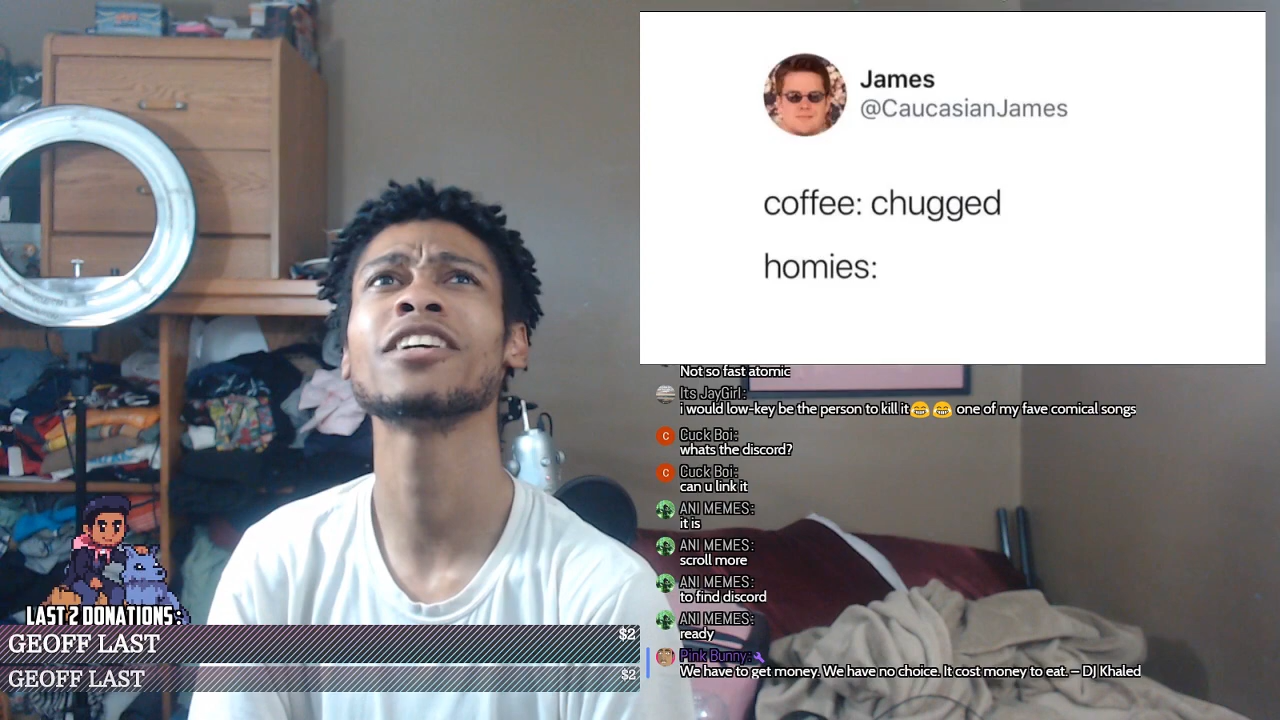 James
@CaucasianJames
coffee: chugged
homies:
Not so fast atomic
Its JayGirl:
i would low-key be the person to kill it😂 😂 one of my fave comical songs
C Cuck Boi:
whats the discord?
C Cuck Boi:
can u link it
ANI MEMES:
it is
ANI MEMES:
scroll more
ANI MEMES:
to find discord
ANI MEMES:
ready
Pink Bunny:🔧
We have to get money. We have no choice. It cost money to eat. – DJ Khaled
LAST 2 DONATIONS:
GEOFF LAST $2
GEOFF LAST $2